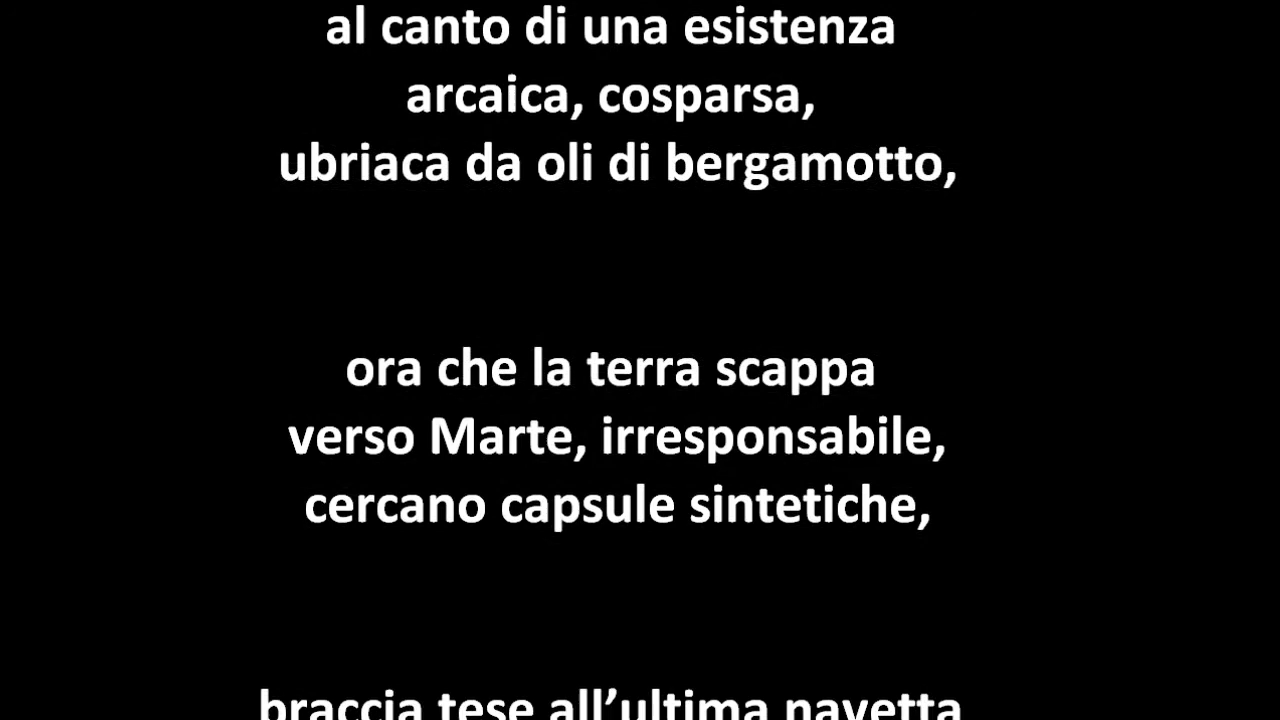 al canto di una esistenza
arcaica, cosparsa,
ubriaca da oli di bergamotto,
ora che la terra scappa
verso Marte, irresponsabile,
cercano capsule sintetiche,
braccia tese all’ultima navetta